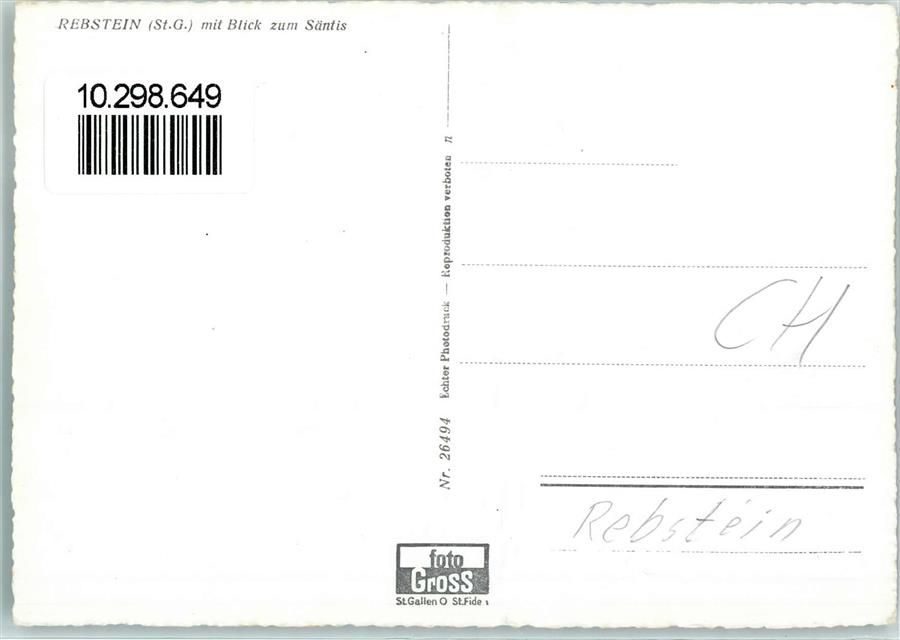 REBSTEIN (St.G.) mit Blick zum Säntis
10.298.649
Nr. 26494 Echter Photodruck — Reproduktion verboten n
CH
Rebstein
foto
Gross
St.Gallen O St.Fide